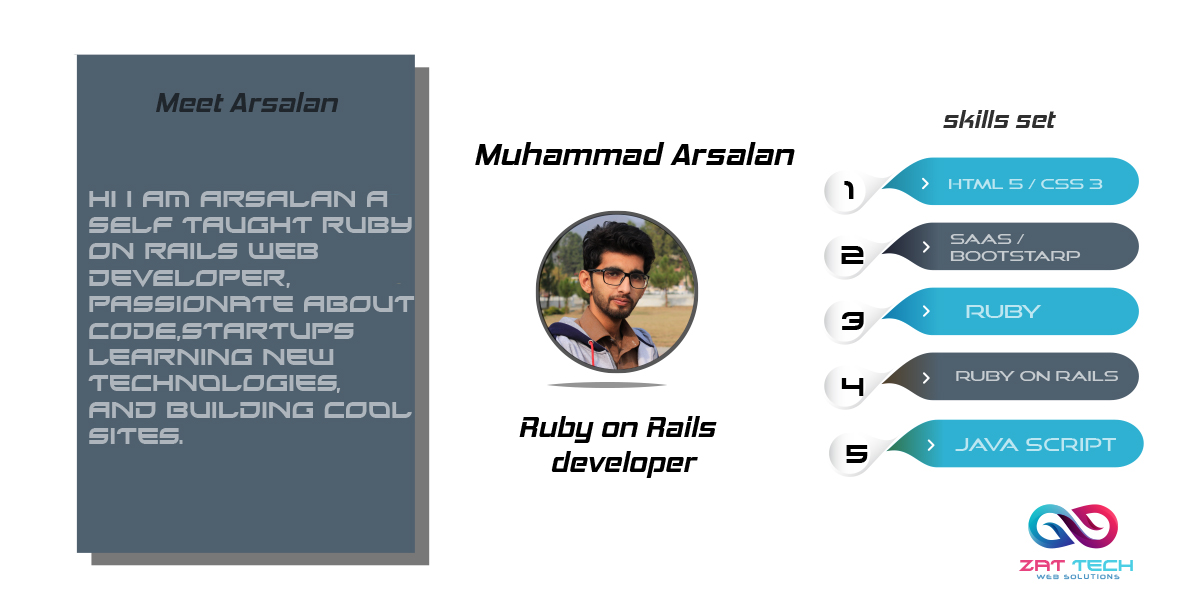 Meet Arsalan
HI I AM ARSALAN A
SELF TAUGHT RUBY
ON RAILS WEB
DEVELOPER,
PASSIONATE ABOUT
CODE,STARTUPS
LEARNING NEW
TECHNOLOGIES,
AND BUILDING COOL
SITES.
Muhammad Arsalan
Ruby on Rails
developer
skills set
1 HTML 5 / CSS 3
2 SAAS /
BOOTSTARP
3 RUBY
4 RUBY ON RAILS
5 JAVA SCRIPT
ZAT TECH
WEB SOLUTIONS